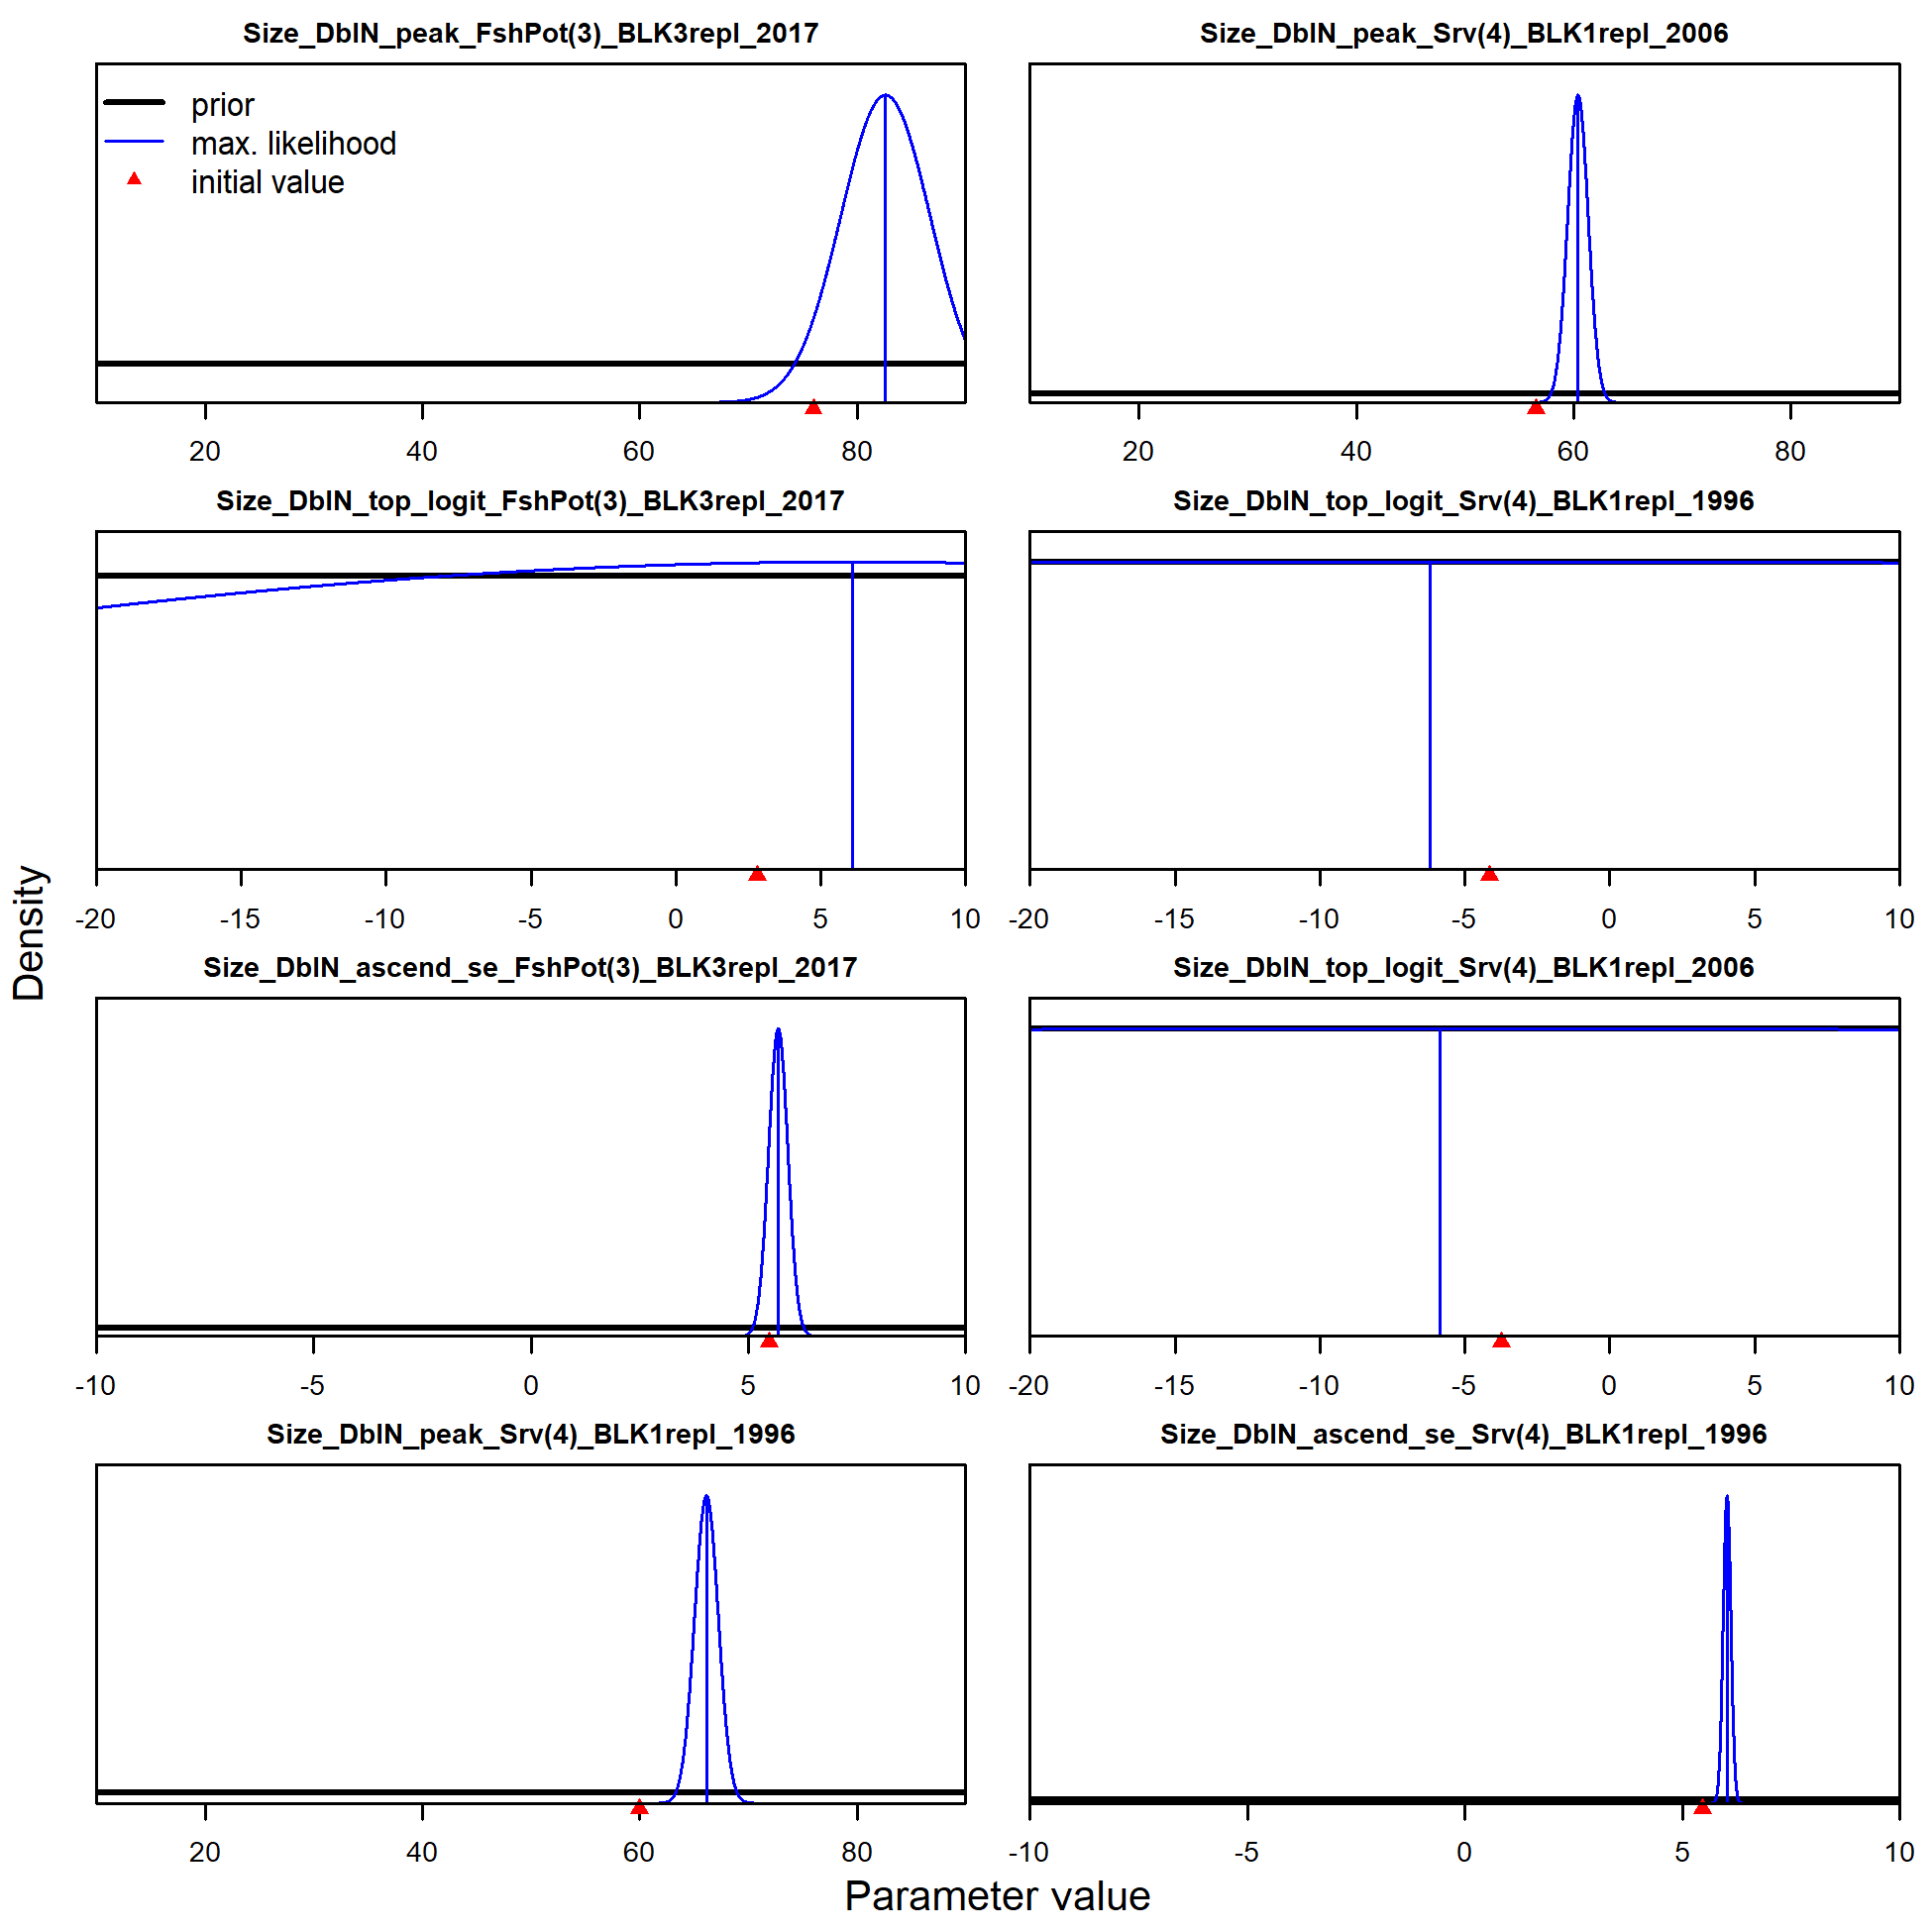 Size_DblN_peak_FshPot(3)_BLK3repl_2017
prior
max. likelihood
initial value
20 40 60 80
Size_DblN_peak_Srv(4)_BLK1repl_2006
20 40 60 80
Size_DblN_top_logit_FshPot(3)_BLK3repl_2017
-20 -15 -10 -5 0 5 10
Size_DblN_top_logit_Srv(4)_BLK1repl_1996
-20 -15 -10 -5 0 5 10
Density
Size_DblN_ascend_se_FshPot(3)_BLK3repl_2017
-10 -5 0 5 10
Size_DblN_top_logit_Srv(4)_BLK1repl_2006
-20 -15 -10 -5 0 5 10
Size_DblN_peak_Srv(4)_BLK1repl_1996
20 40 60 80
Size_DblN_ascend_se_Srv(4)_BLK1repl_1996
-10 -5 0 5 10
Parameter value